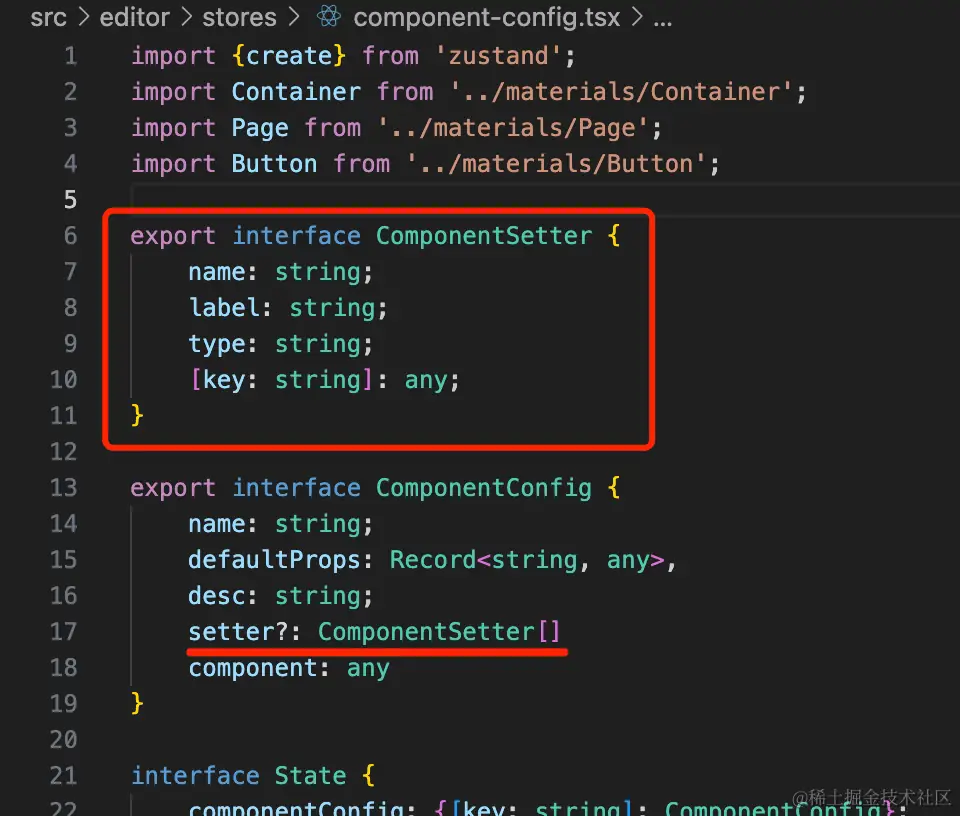 src > editor > stores > component-config.tsx > ...
1 import {create} from 'zustand';
2 import Container from '../materials/Container';
3 import Page from '../materials/Page';
4 import Button from '../materials/Button';
5
6 export interface ComponentSetter {
7 name: string;
8 label: string;
9 type: string;
10 [key: string]: any;
11 }
12
13 export interface ComponentConfig {
14 name: string;
15 defaultProps: Record<string, any>,
16 desc: string;
17 setter?: ComponentSetter[]
18 component: any
19 }
20
21 interface State {
22 componentConfig: {[key: string]: ComponentConfig};
@稀土掘金技术社区